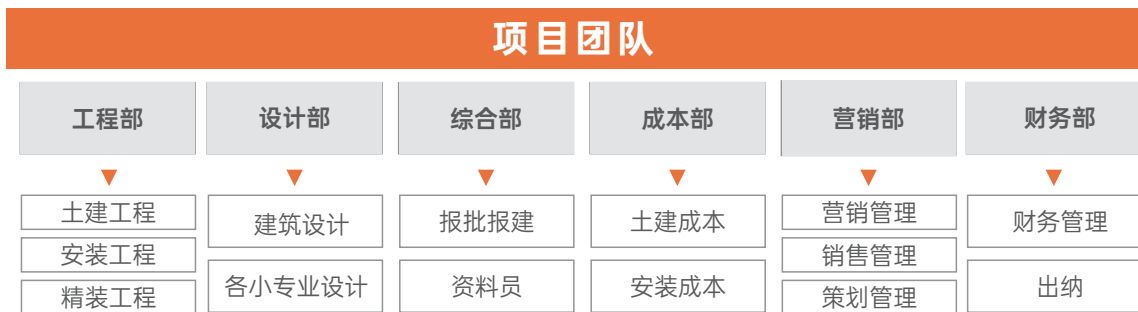 项目团队
工程部
设计部
综合部
成本部
营销部
财务部
土建工程
安装工程
精装工程
建筑设计
各小专业设计
报批报建
资料员
土建成本
安装成本
营销管理
销售管理
策划管理
财务管理
出纳